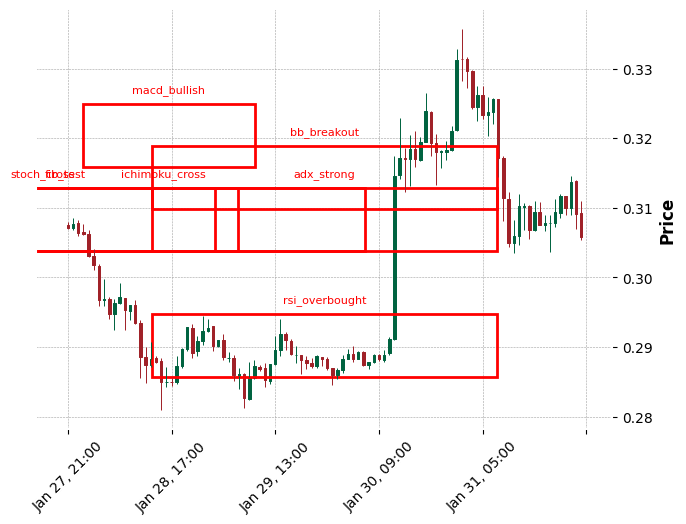 macd_bullish
bb_breakout
ichimoku_cross
adx_strong
rsi_overbought
0.33
0.32
0.31
0.30
0.29
0.28
Price
Jan 27, 21:00
Jan 28, 17:00
Jan 29, 13:00
Jan 30, 09:00
Jan 31, 05:00